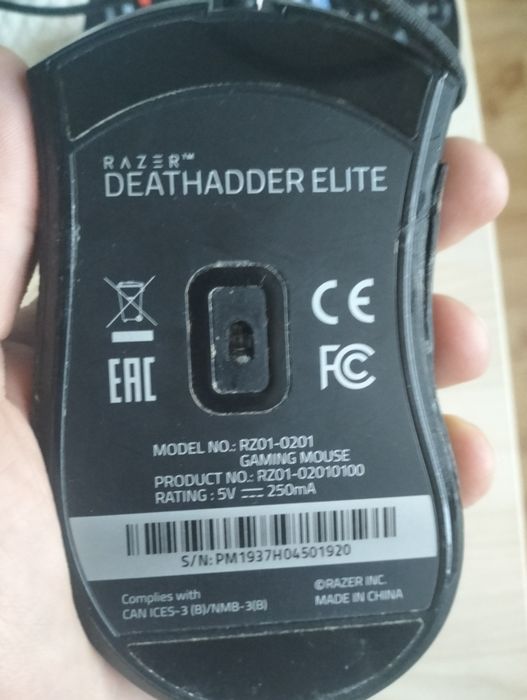 RAZER™
DEATHADDER ELITE
CE
EAC
FC
MODEL NO.: RZ01-0201
GAMING MOUSE
PRODUCT NO.: RZ01-02010100
RATING : 5V ⎓ 250mA
S/N: PM1937H04501920
Complies with
CAN ICES-3 (B)/NMB-3(B)
©RAZER INC.
MADE IN CHINA